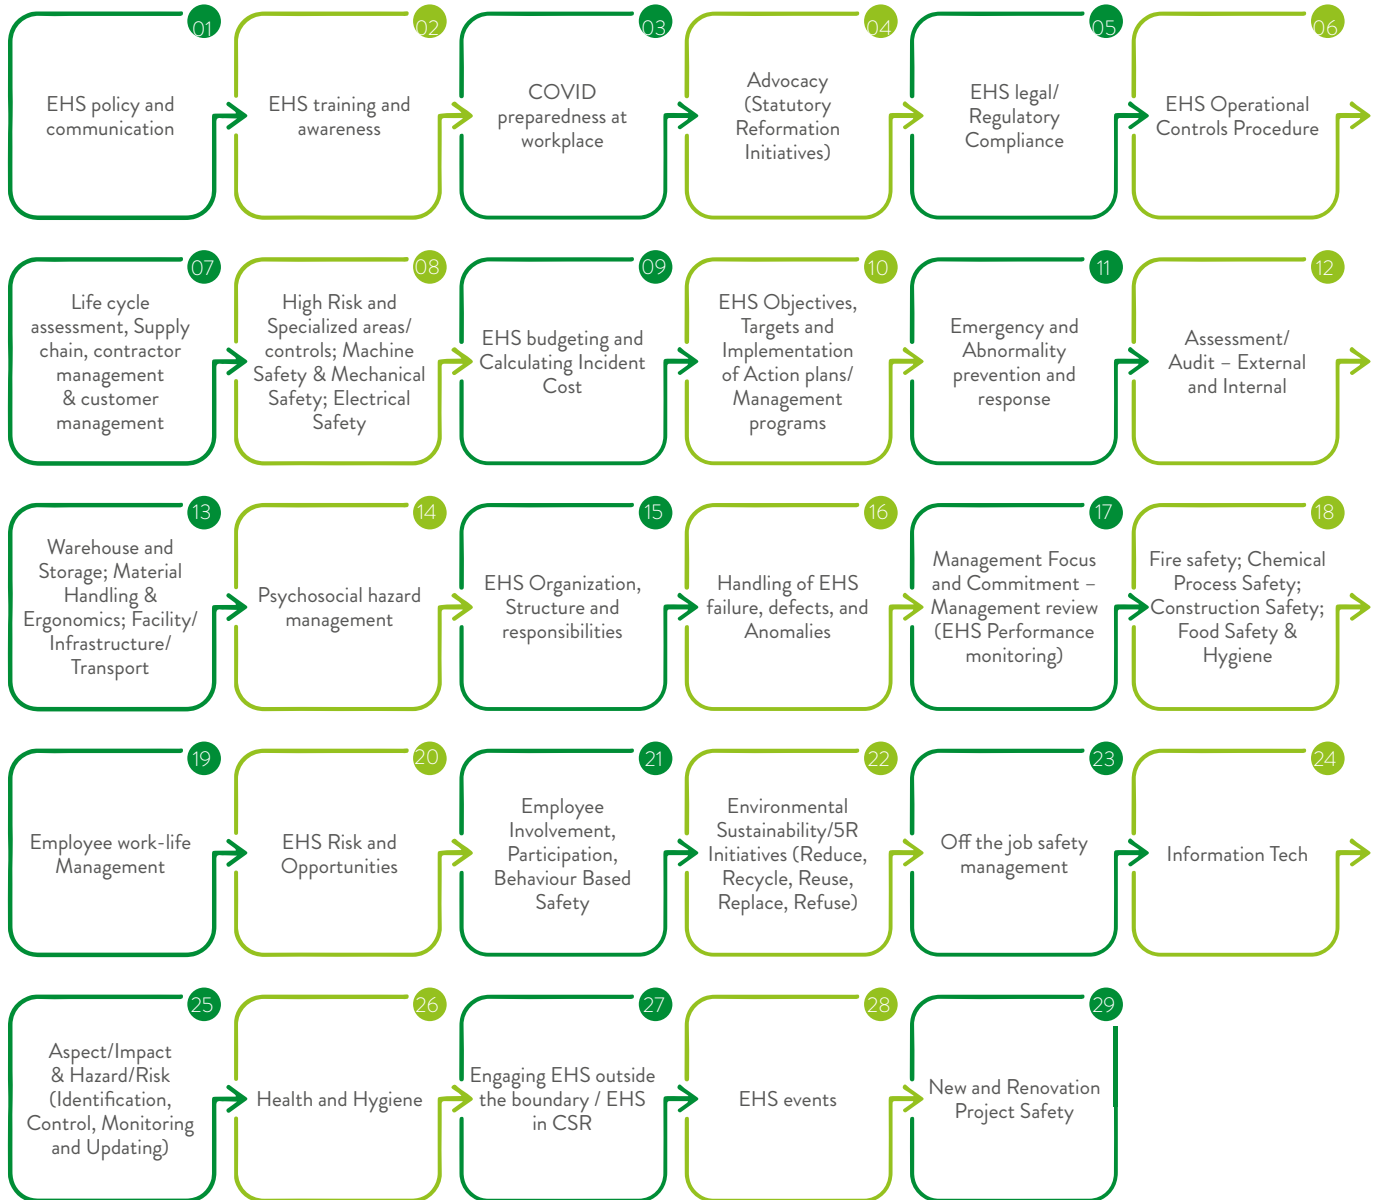 01
EHS policy and
communication
02
EHS training and
awareness
03
COVID
preparedness at
workplace
04
Advocacy
(Statutory
Reformation
Initiatives)
05
EHS legal/
Regulatory
Compliance
06
EHS Operational
Controls Procedure
07
Life cycle
assessment, Supply
chain, contractor
management
& customer
management
08
High Risk and
Specialized areas/
controls; Machine
Safety & Mechanical
Safety; Electrical
Safety
09
EHS budgeting and
Calculating Incident
Cost
10
EHS Objectives,
Targets and
Implementation
of Action plans/
Management
programs
11
Emergency and
Abnormality
prevention and
response
12
Assessment/
Audit – External
and Internal
13
Warehouse and
Storage; Material
Handling &
Ergonomics; Facility/
Infrastructure/
Transport
14
Psychosocial hazard
management
15
EHS Organization,
Structure and
responsibilities
16
Handling of EHS
failure, defects, and
Anomalies
17
Management Focus
and Commitment –
Management review
(EHS Performance
monitoring)
18
Fire safety; Chemical
Process Safety;
Construction Safety;
Food Safety &
Hygiene
19
Employee work-life
Management
20
EHS Risk and
Opportunities
21
Employee
Involvement,
Participation,
Behaviour Based
Safety
22
Environmental
Sustainability/5R
Initiatives (Reduce,
Recycle, Reuse,
Replace, Refuse)
23
Off the job safety
management
24
Information Tech
25
Aspect/Impact
& Hazard/Risk
(Identification,
Control, Monitoring
and Updating)
26
Health and Hygiene
27
Engaging EHS outside
the boundary / EHS
in CSR
28
EHS events
29
New and Renovation
Project Safety